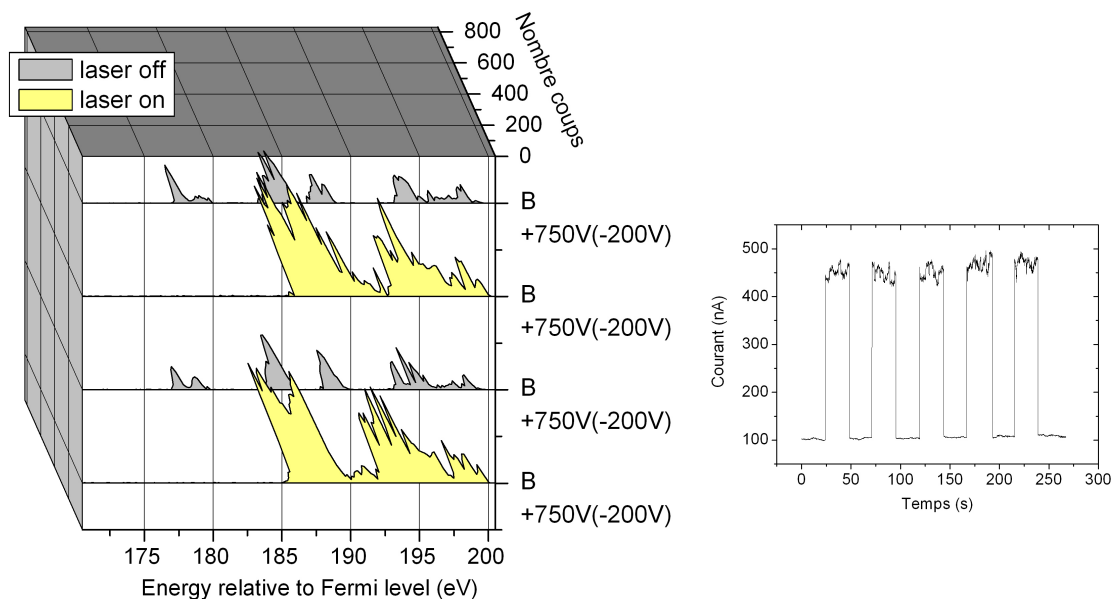 800
600
400
200
0
Nombre coups
laser off
laser on
B
+750V(-200V)
B
+750V(-200V)
B
+750V(-200V)
B
+750V(-200V)
175 180 185 190 195 200
Energy relative to Fermi level (eV)
500
400
300
200
100
Courant (nA)
0 50 100 150 200 250 300
Temps (s)